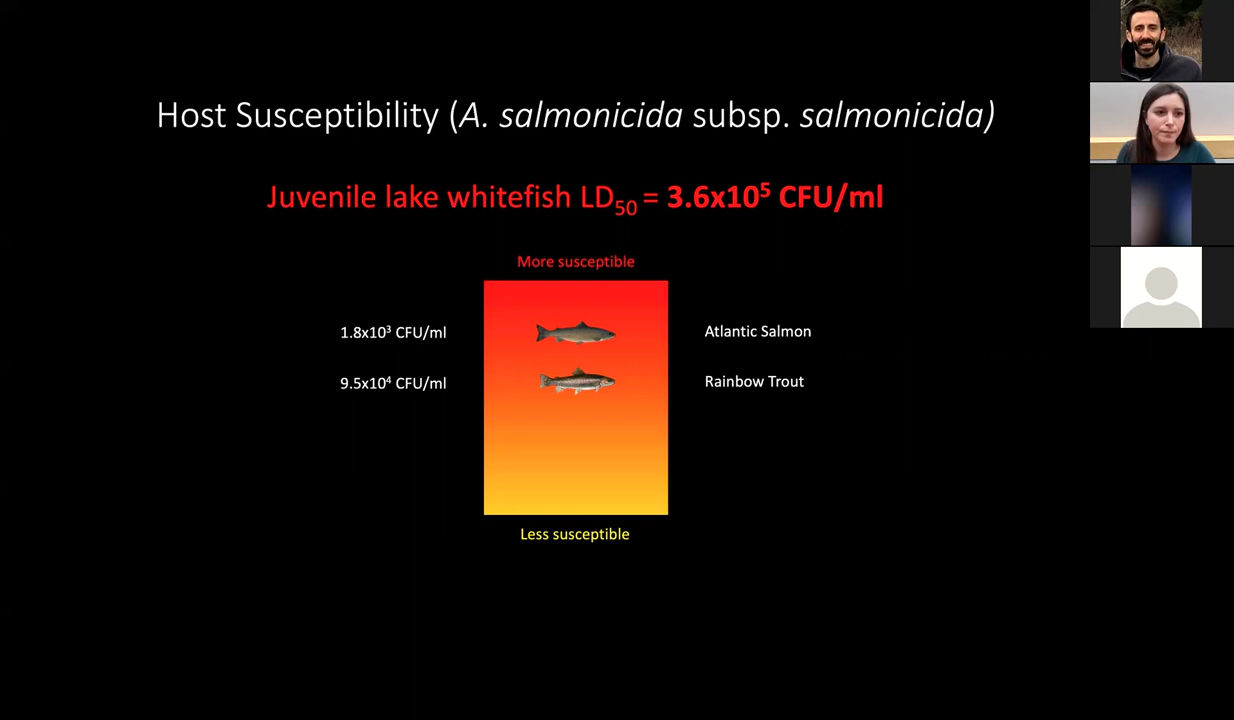 Host Susceptibility (A. salmonicida subsp. salmonicida)
Juvenile lake whitefish LD50 = 3.6x10⁵ CFU/ml
More susceptible
1.8x10³ CFU/ml
Atlantic Salmon
9.5x10⁴ CFU/ml
Rainbow Trout
Less susceptible